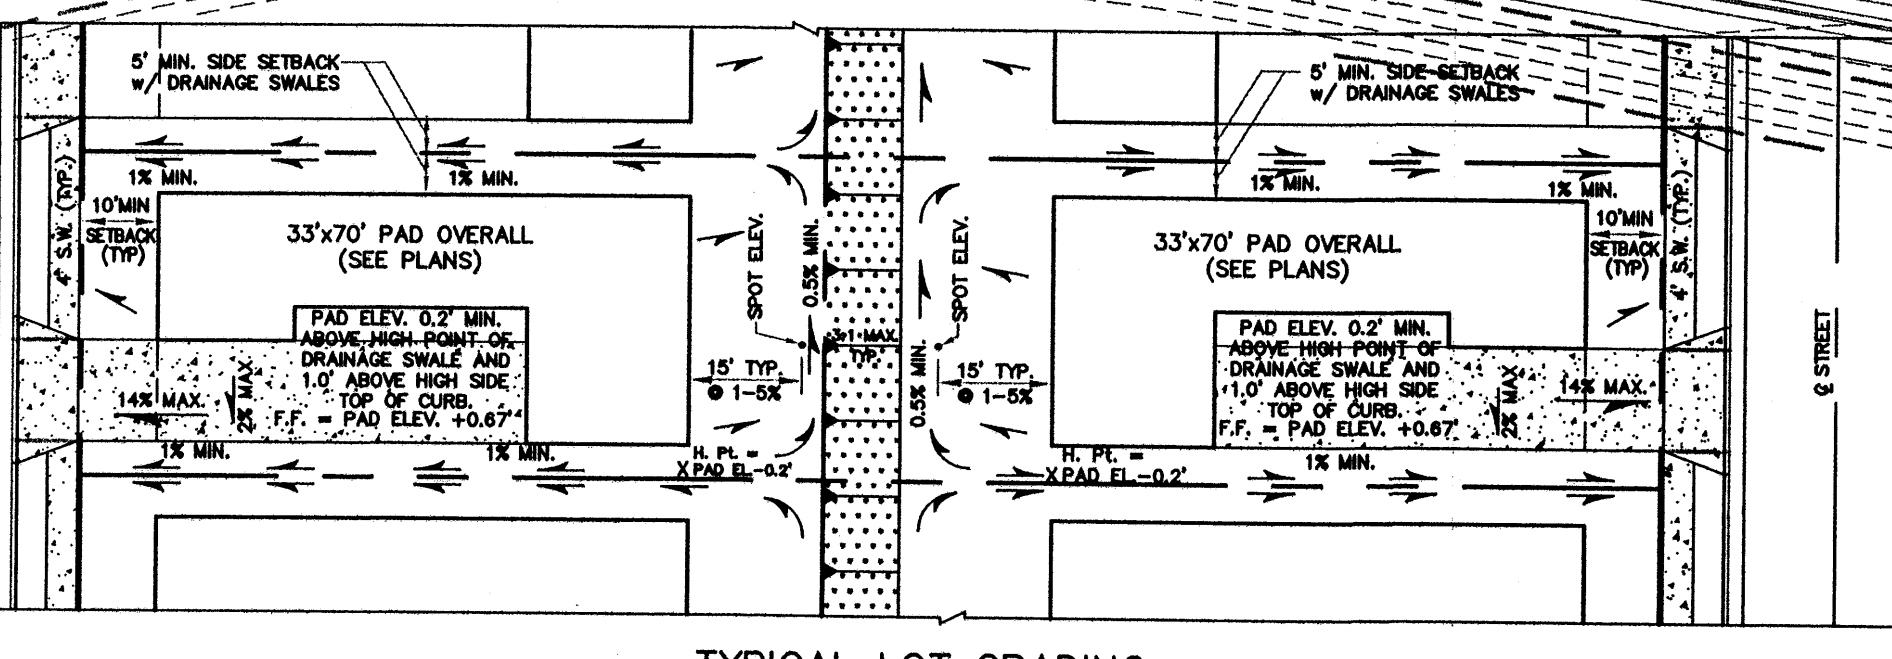 5' MIN. SIDE SETBACK
w/ DRAINAGE SWALES
5' MIN. SIDE SETBACK
w/ DRAINAGE SWALES
1% MIN.
1% MIN.
1% MIN.
1% MIN.
4' S.W. (TYP.)
10'MIN
SETBACK
(TYP)
33'x70' PAD OVERALL
(SEE PLANS)
SPOT ELEV.
0.5% MIN.
SPOT ELEV.
33'x70' PAD OVERALL
(SEE PLANS)
10'MIN
SETBACK
(TYP)
4' S.W. (TYP.)
PAD ELEV. 0.2' MIN.
ABOVE HIGH POINT OF
DRAINAGE SWALE AND
1.0' ABOVE HIGH SIDE
TOP OF CURB.
F.F. = PAD ELEV. +0.67'
14% MAX.
2% MAX
15' TYP.
@ 1-5%
3:1 MAX.
TYP.
0.5% MIN.
15' TYP.
@ 1-5%
PAD ELEV. 0.2' MIN.
ABOVE HIGH POINT OF
DRAINAGE SWALE AND
1.0' ABOVE HIGH SIDE
TOP OF CURB.
F.F. = PAD ELEV. +0.67'
2% MAX
14% MAX.
℄ STREET
1% MIN.
1% MIN.
H. Pt. =
X PAD EL.-0.2'
H. Pt. =
X PAD EL.-0.2'
1% MIN.
TYPICAL LOT GRADING